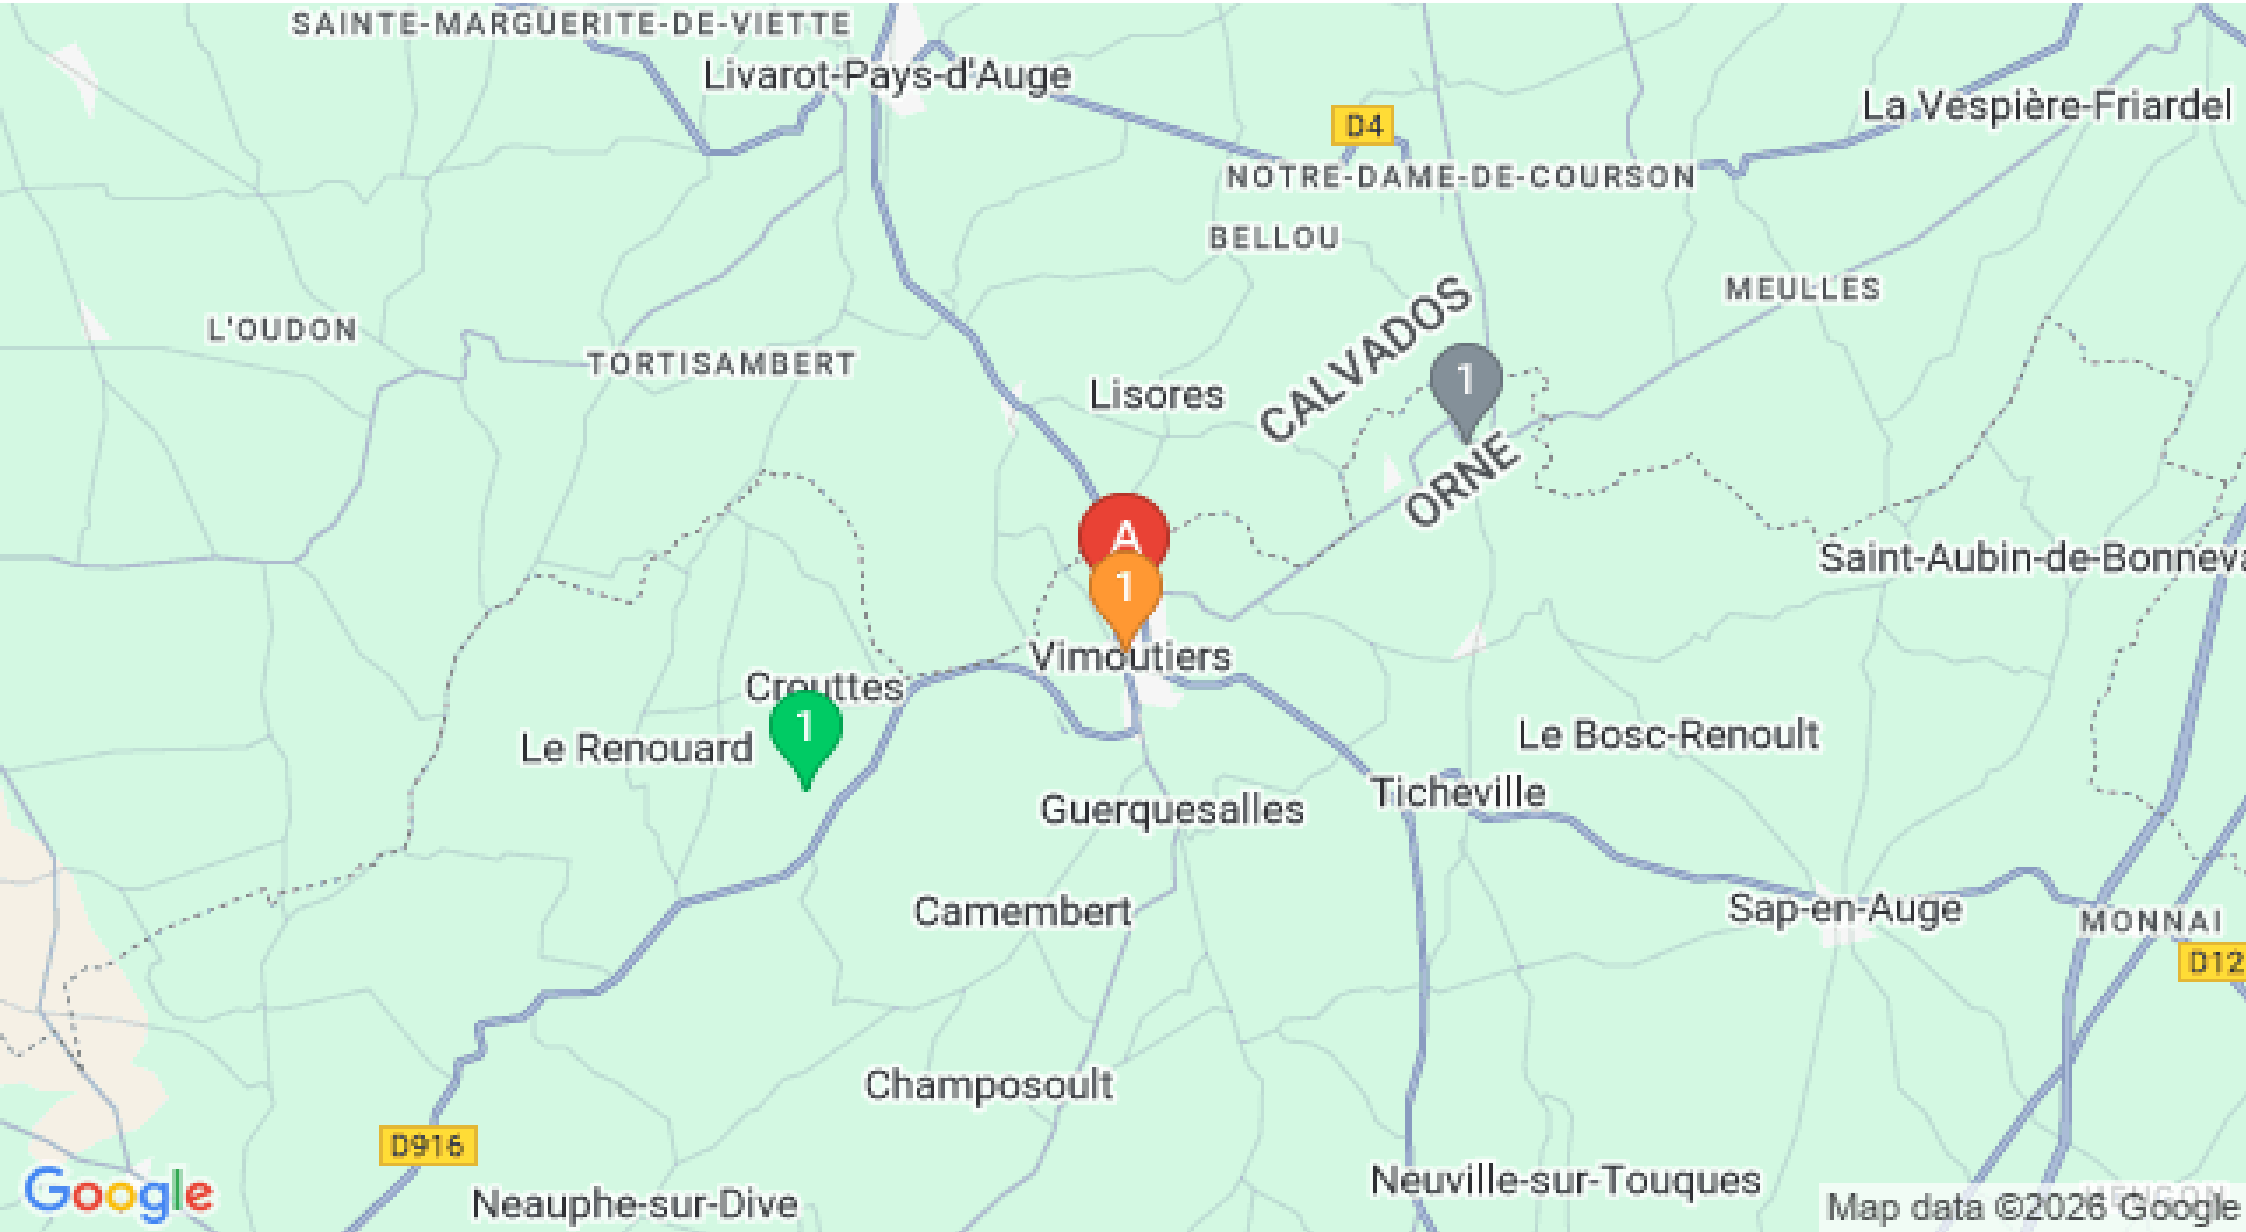 SAINTE-MARGUERITE-DE-VIETTE
Livarot-Pays-d'Auge
La Vespière-Friardel
D4
NOTRE-DAME-DE-COURSON
BELLOU
MEULLES
CALVADOS
L'OUDON
TORTISAMBERT
1
Lisores
ORNE
A
1
Saint-Aubin-de-Bonneva
Vimoutiers
Crouttes
1
Le Renouard
Le Bosc-Renoult
Ticheville
Guerquesalles
Camembert
Sap-en-Auge
MONNAI
D12
Champosoult
D916
Neuville-sur-Touques
Google
Neauphe-sur-Dive
Map data ©2026 Google